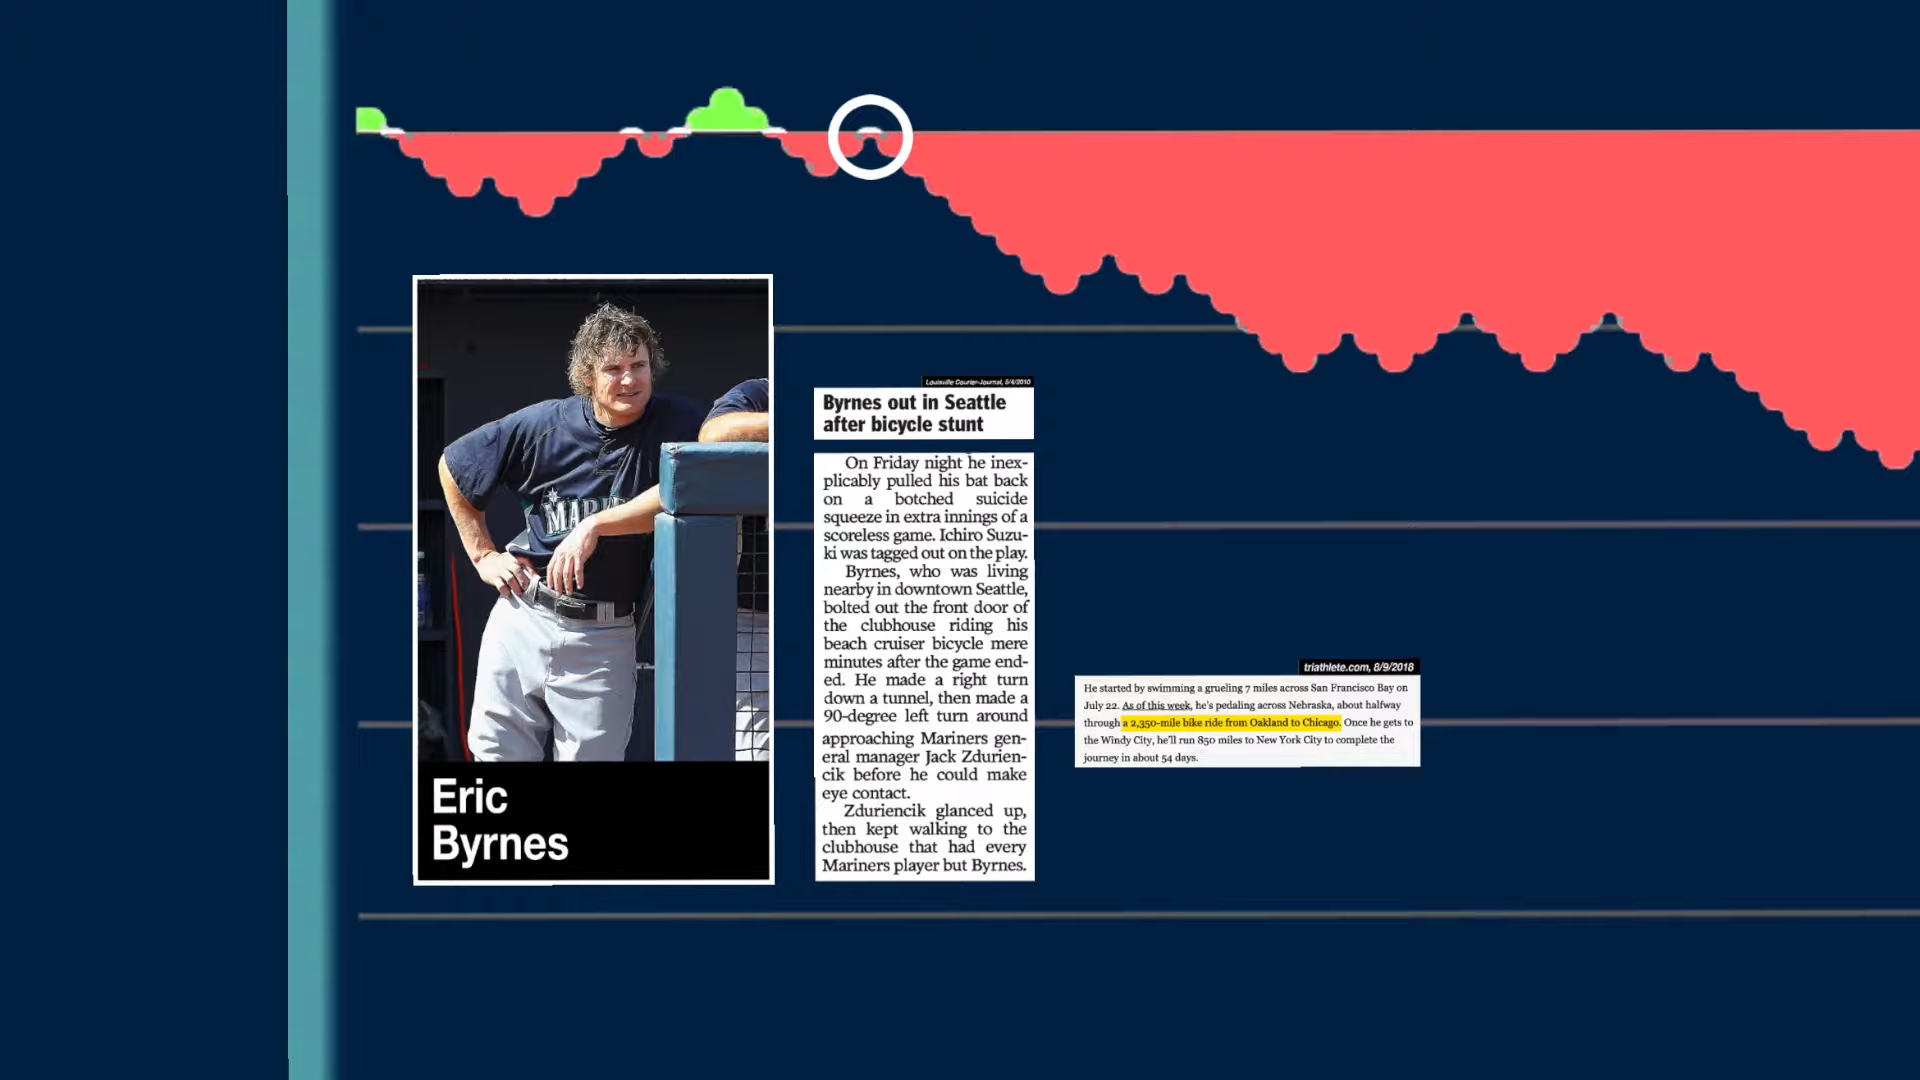 MARI
Eric
Byrnes
Louisville Courier-Journal, 5/4/2010
Byrnes out in Seattle
after bicycle stunt
On Friday night he inex-
plicably pulled his bat back
on a botched suicide
squeeze in extra innings of a
scoreless game. Ichiro Suzu-
ki was tagged out on the play.
Byrnes, who was living
nearby in downtown Seattle,
bolted out the front door of
the clubhouse riding his
beach cruiser bicycle mere
minutes after the game end-
ed. He made a right turn
down a tunnel, then made a
90-degree left turn around
approaching Mariners gen-
eral manager Jack Zdurien-
cik before he could make
eye contact.
Zduriencik glanced up,
then kept walking to the
clubhouse that had every
Mariners player but Byrnes.
triathlete.com, 8/9/2018
He started by swimming a grueling 7 miles across San Francisco Bay on
July 22. As of this week, he's pedaling across Nebraska, about halfway
through a 2,350-mile bike ride from Oakland to Chicago. Once he gets to
the Windy City, he'll run 850 miles to New York City to complete the
journey in about 54 days.